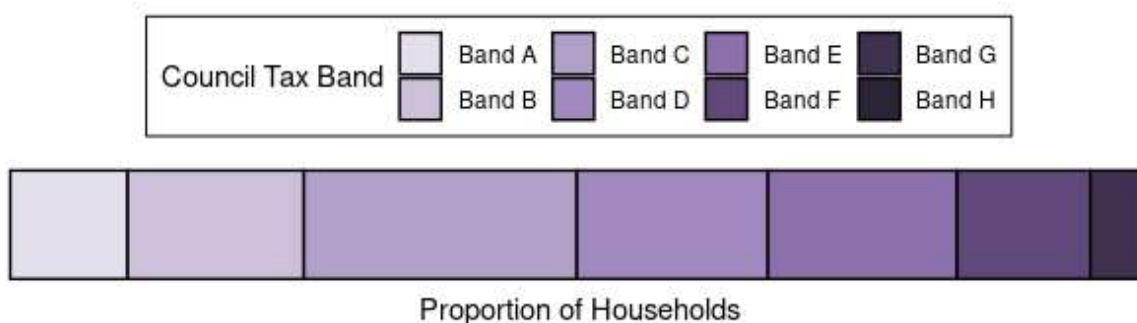 Council Tax Band
Band A Band C Band E Band G
Band B Band D Band F Band H
Proportion of Households